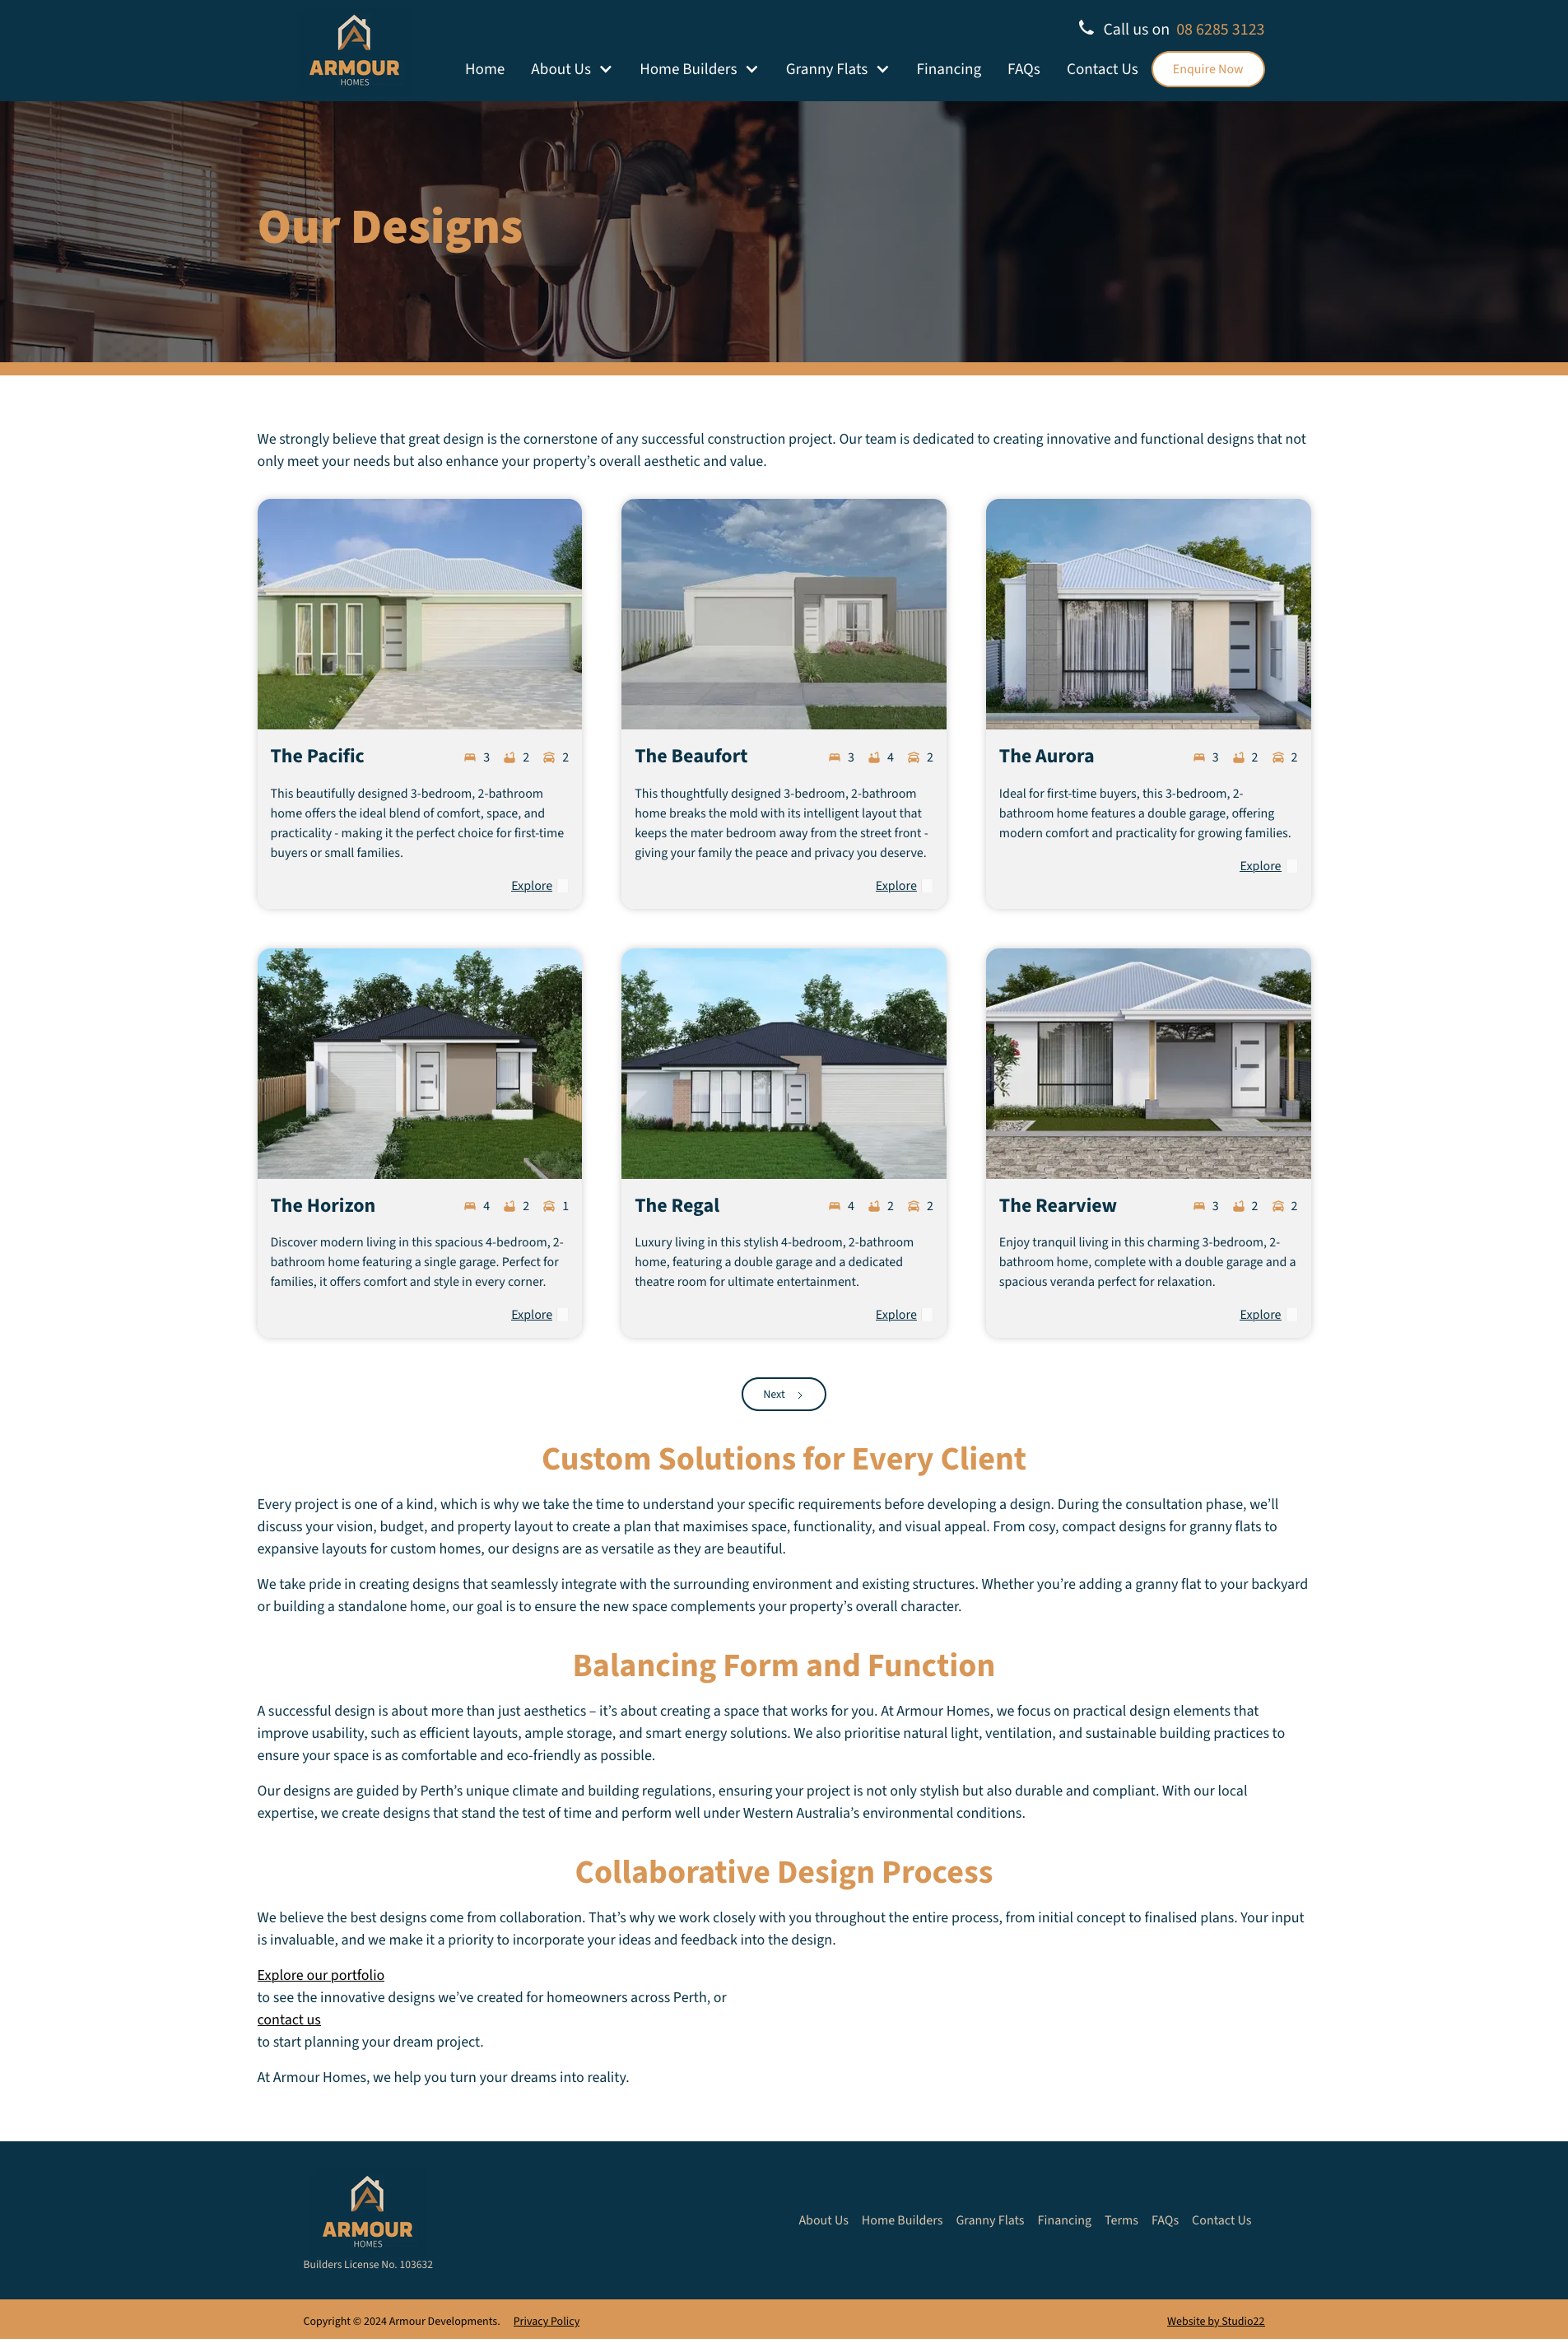 ARMOUR
HOMES
Call us on 08 6285 3123
Home About Us Home Builders Granny Flats Financing FAQs Contact Us Enquire Now
Our Designs
We strongly believe that great design is the cornerstone of any successful construction project. Our team is dedicated to creating innovative and functional designs that not
only meet your needs but also enhance your property’s overall aesthetic and value.
The Pacific 3 2 2
This beautifully designed 3-bedroom, 2-bathroom
home offers the ideal blend of comfort, space, and
practicality - making it the perfect choice for first-time
buyers or small families.
Explore
The Beaufort 3 4 2
This thoughtfully designed 3-bedroom, 2-bathroom
home breaks the mold with its intelligent layout that
keeps the mater bedroom away from the street front -
giving your family the peace and privacy you deserve.
Explore
The Aurora 3 2 2
Ideal for first-time buyers, this 3-bedroom, 2-
bathroom home features a double garage, offering
modern comfort and practicality for growing families.
Explore
The Horizon 4 2 1
Discover modern living in this spacious 4-bedroom, 2-
bathroom home featuring a single garage. Perfect for
families, it offers comfort and style in every corner.
Explore
The Regal 4 2 2
Luxury living in this stylish 4-bedroom, 2-bathroom
home, featuring a double garage and a dedicated
theatre room for ultimate entertainment.
Explore
The Rearview 3 2 2
Enjoy tranquil living in this charming 3-bedroom, 2-
bathroom home, complete with a double garage and a
spacious veranda perfect for relaxation.
Explore
Next
Custom Solutions for Every Client
Every project is one of a kind, which is why we take the time to understand your specific requirements before developing a design. During the consultation phase, we’ll
discuss your vision, budget, and property layout to create a plan that maximises space, functionality, and visual appeal. From cosy, compact designs for granny flats to
expansive layouts for custom homes, our designs are as versatile as they are beautiful.
We take pride in creating designs that seamlessly integrate with the surrounding environment and existing structures. Whether you’re adding a granny flat to your backyard
or building a standalone home, our goal is to ensure the new space complements your property’s overall character.
Balancing Form and Function
A successful design is about more than just aesthetics – it’s about creating a space that works for you. At Armour Homes, we focus on practical design elements that
improve usability, such as efficient layouts, ample storage, and smart energy solutions. We also prioritise natural light, ventilation, and sustainable building practices to
ensure your space is as comfortable and eco-friendly as possible.
Our designs are guided by Perth’s unique climate and building regulations, ensuring your project is not only stylish but also durable and compliant. With our local
expertise, we create designs that stand the test of time and perform well under Western Australia’s environmental conditions.
Collaborative Design Process
We believe the best designs come from collaboration. That’s why we work closely with you throughout the entire process, from initial concept to finalised plans. Your input
is invaluable, and we make it a priority to incorporate your ideas and feedback into the design.
Explore our portfolio
to see the innovative designs we’ve created for homeowners across Perth, or
contact us
to start planning your dream project.
At Armour Homes, we help you turn your dreams into reality.
ARMOUR
HOMES
Builders License No. 103632
About Us Home Builders Granny Flats Financing Terms FAQs Contact Us
Copyright © 2024 Armour Developments. Privacy Policy
Website by Studio22